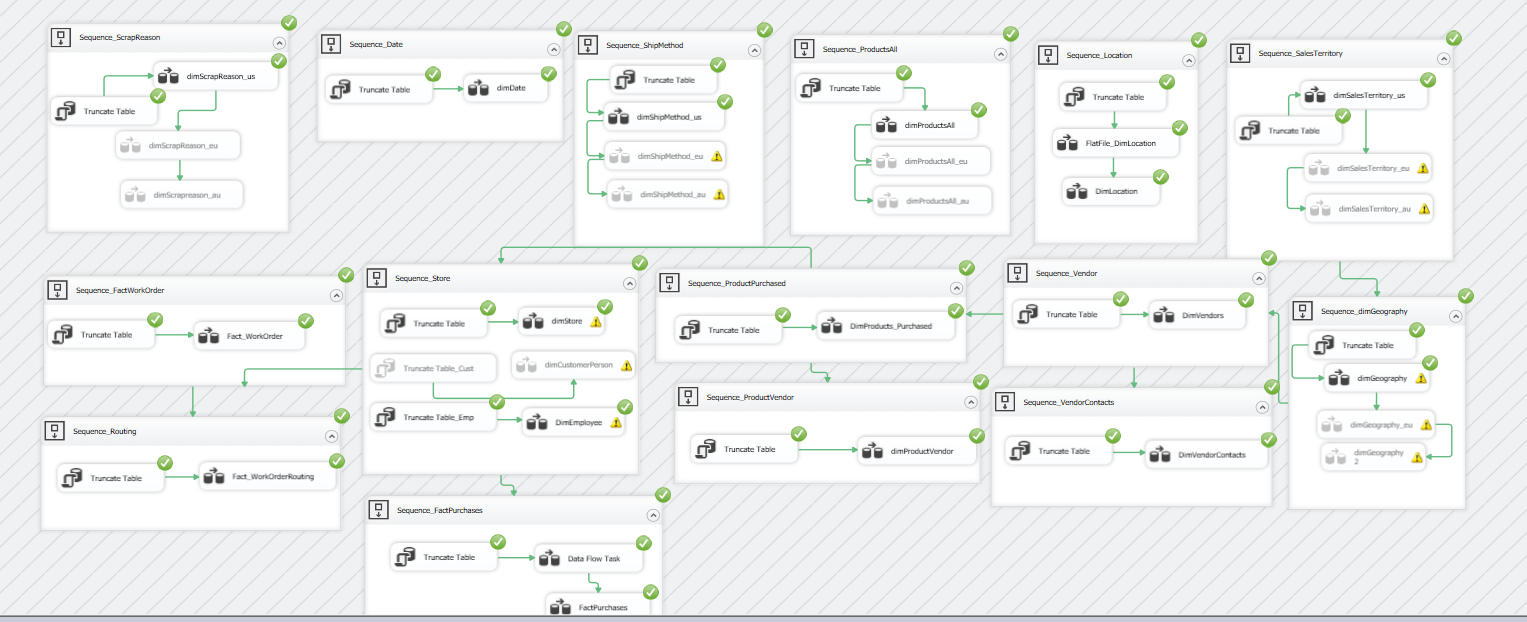 Sequence_ScrapReason
dimScrapReason_us
Truncate Table
dimScrapReason_eu
dimScrapreason_au
Sequence_Date
Truncate Table
dimDate
Sequence_ShipMethod
Truncate Table
dimShipMethod_us
dimShipMethod_eu
dimShipMethod_au
Sequence_ProductsAll
Truncate Table
dimProductsAll
dimProductsAll_eu
dimProductsAll_au
Sequence_Location
Truncate Table
FlatFile_DimLocation
DimLocation
Sequence_SalesTerritory
dimSalesTerritory_us
Truncate Table
dimSalesTerritory_eu
dimSalesTerritory_au
Sequence_FactWorkOrder
Truncate Table
Fact_WorkOrder
Sequence_Store
Truncate Table
dimStore
Truncate Table_Cust
dimCustomerPerson
Truncate Table_Emp
DimEmployee
Sequence_ProductPurchased
Truncate Table
DimProducts_Purchased
Sequence_Vendor
Truncate Table
DimVendors
Sequence_dimGeography
Truncate Table
dimGeography
dimGeography_eu
dimGeography
2
Sequence_Routing
Truncate Table
Fact_WorkOrderRouting
Sequence_ProductVendor
Truncate Table
dimProductVendor
Sequence_VendorContacts
Truncate Table
DimVendorContacts
Sequence_FactPurchases
Truncate Table
Data Flow Task
FactPurchases